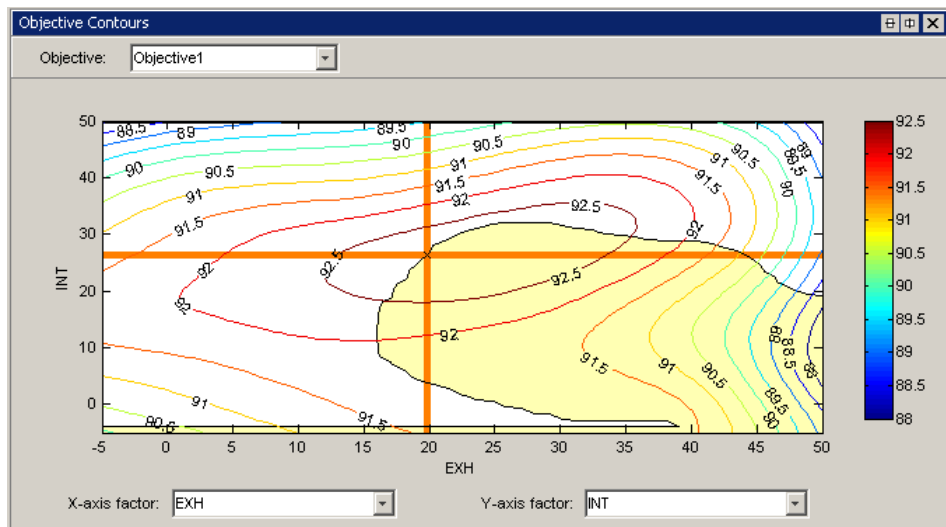 Objective Contours
Objective: Objective1
50 40 30 20 10 0
INT
88.5 89 89.5 90 90 90.5 90.5 91 91 91.5 91.5 92 92.5
91 90.5 90 89.5 89
92.5 92 91.5
92 92.5 92.5
92 92
91.5 91 90.5 89.5 90 88.5 88 88
91 91.5
90.5
-5 0 5 10 15 20 25 30 35 40 45 50
EXH
92.5
92
91.5
91
90.5
90
89.5
89
88.5
88
X-axis factor: EXH Y-axis factor: INT